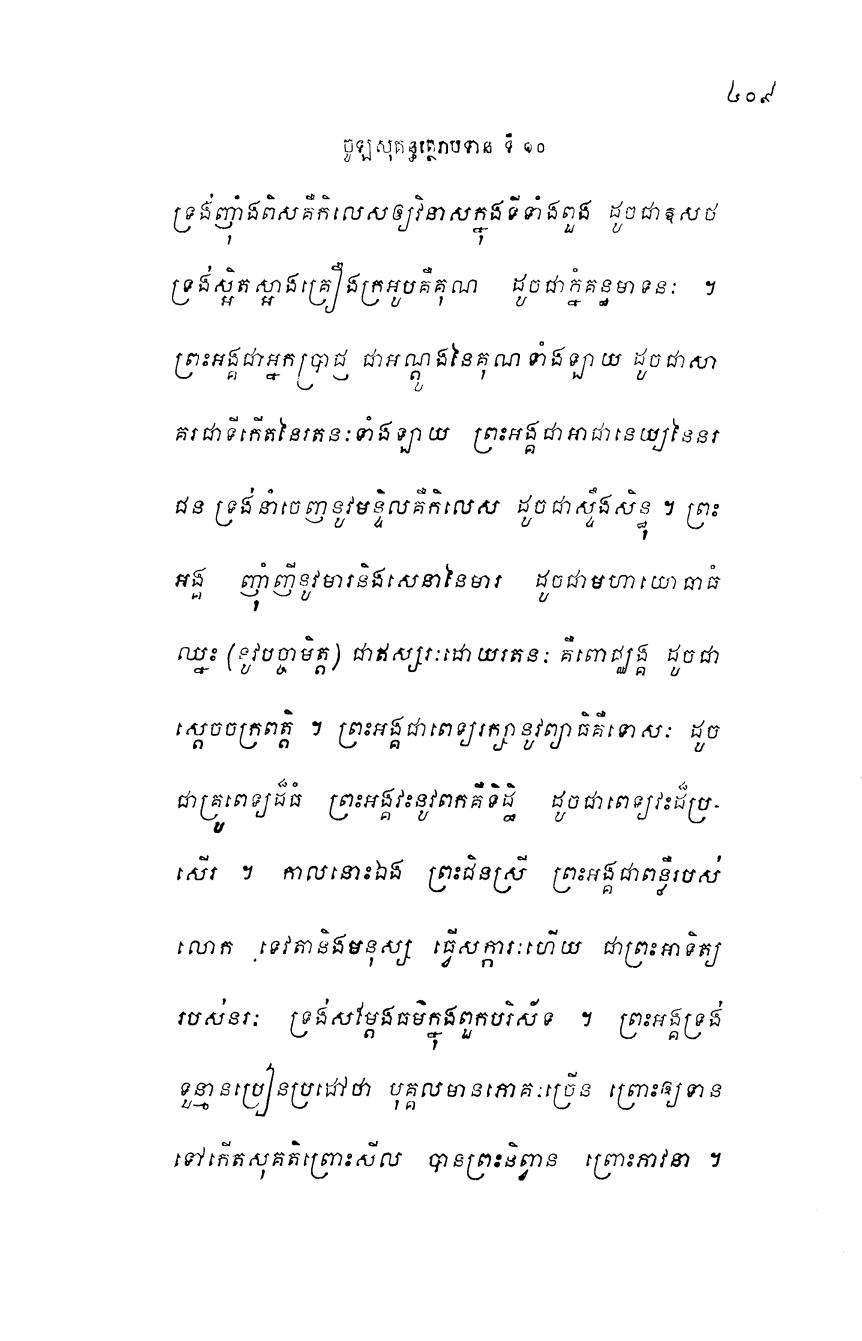 ៤០៩
ចូឡសុគន្ធត្ថេរាបទាន ទី ១០
ទ្រង់ញ៉ាំងពិសគឺកិលេសឲ្យវិនាសក្នុងទីទាំងពួង ដូចជាឱសថ
ទ្រង់ស្អិតស្អាងគ្រឿងក្រអូបគឺគុណ ដូចជាភ្នំគន្ធមាទនៈ ។
ព្រះអង្គជាអ្នកប្រាជ្ញ ជាអណ្តូងនៃគុណទាំងឡាយ ដូចជាសា
គរជាទីកើតនៃរតនៈទាំងឡាយ ព្រះអង្គជាអាជានេយ្យនៃនរ
ជន ទ្រង់នាំចេញនូវមន្ទិលគឺកិលេស ដូចជាស្ទឹងសិន្ធុ ។ ព្រះ
អង្គ ញ៉ាំញីនូវមារនិងសេនានៃមារ ដូចជាមហាយោធាធំ
ឈ្នះ (នូវបច្ចាមិត្ត) ជាឥស្សរៈដោយរតនៈ គឺពោជ្ឈង្គ ដូចជា
ស្តេចចក្រពត្តិ ។ ព្រះអង្គជាពេទ្យរក្សានូវព្យាធិគឺទោសៈ ដូច
ជាគ្រូពេទ្យដ៏ធំ ព្រះអង្គវះនូវពកគឺទិដ្ឋិ ដូចជាពេទ្យវះដ៏ប្រ-
សើរ ។ កាលនោះឯង ព្រះជិនស្រី ព្រះអង្គជាពន្លឺរបស់
លោក ទេវតានិងមនុស្ស ធ្វើសក្ការៈហើយ ជាព្រះអាទិត្យ
របស់នរៈ ទ្រង់សម្តែងធម៌ក្នុងពួកបរិស័ទ ។ ព្រះអង្គទ្រង់
ទូន្មានប្រៀនប្រដៅថា បុគ្គលមានភោគៈច្រើន ព្រោះឲ្យទាន
ទៅកើតសុគតិព្រោះសីល បានព្រះនិព្វាន ព្រោះភាវនា ។